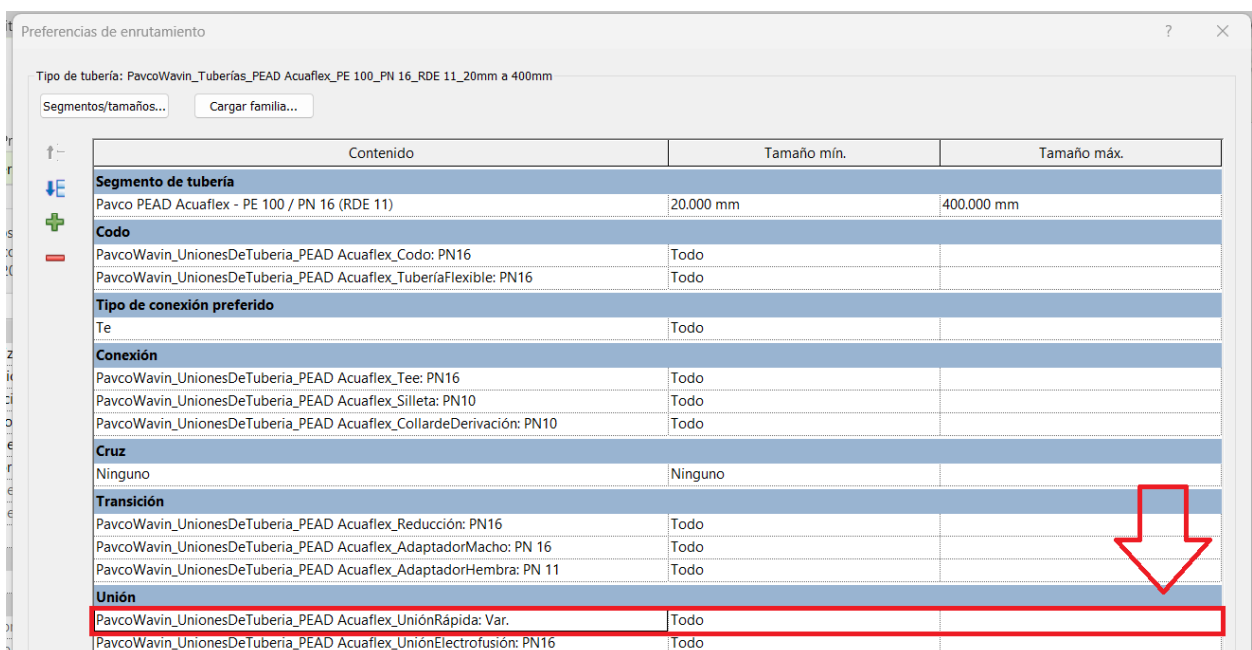 Preferencias de enrutamiento
?
Tipo de tubería: PavcoWavin_Tuberías_PEAD Acuaflex_PE 100_PN 16_RDE 11_20mm a 400mm
Segmentos/tamaños... Cargar familia...
Contenido Tamaño mín. Tamaño máx.
Segmento de tubería
Pavco PEAD Acuaflex - PE 100 / PN 16 (RDE 11) 20.000 mm 400.000 mm
Codo
PavcoWavin_UnionesDeTuberia_PEAD Acuaflex_Codo: PN16 Todo
PavcoWavin_UnionesDeTuberia_PEAD Acuaflex_TuberíaFlexible: PN16 Todo
Tipo de conexión preferido
Te Todo
Conexión
PavcoWavin_UnionesDeTuberia_PEAD Acuaflex_Tee: PN16 Todo
PavcoWavin_UnionesDeTuberia_PEAD Acuaflex_Silleta: PN10 Todo
PavcoWavin_UnionesDeTuberia_PEAD Acuaflex_CollardeDerivación: PN10 Todo
Cruz
Ninguno Ninguno
Transición
PavcoWavin_UnionesDeTuberia_PEAD Acuaflex_Reducción: PN16 Todo
PavcoWavin_UnionesDeTuberia_PEAD Acuaflex_AdaptadorMacho: PN 16 Todo
PavcoWavin_UnionesDeTuberia_PEAD Acuaflex_AdaptadorHembra: PN 11 Todo
Unión
PavcoWavin_UnionesDeTuberia_PEAD Acuaflex_UniónRápida: Var. Todo
PavcoWavin_UnionesDeTuberia_PEAD Acuaflex_UniónElectrofusión: PN16 Todo